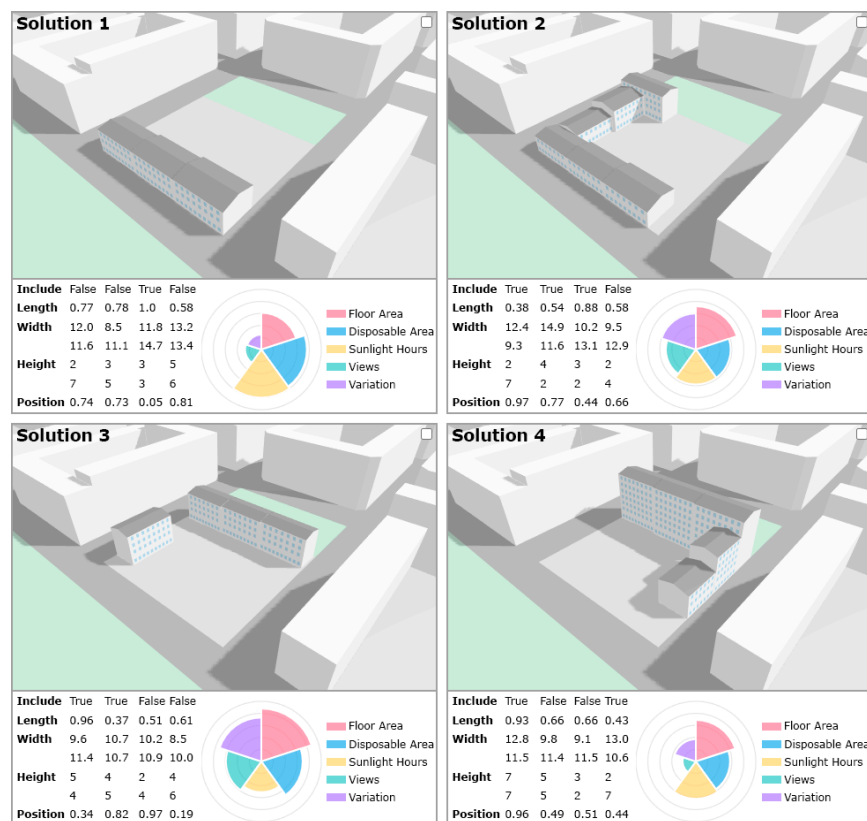 Solution 1
Include False False True False
Length 0.77 0.78 1.0 0.58
Width 12.0 8.5 11.8 13.2
11.6 11.1 14.7 13.4
Height 2 3 3 5
7 5 3 6
Position 0.74 0.73 0.05 0.81
Floor Area
Disposable Area
Sunlight Hours
Views
Variation
Solution 2
Include True True True True
Length 0.38 0.54 0.88 0.58
Width 12.4 14.9 10.2 9.5
9.3 11.6 13.1 12.9
Height 2 4 3 2
7 2 2 4
Position 0.97 0.77 0.44 0.66
Floor Area
Disposable Area
Sunlight Hours
Views
Variation
Solution 3
Include True True False False
Length 0.96 0.37 0.51 0.61
Width 9.6 10.7 10.2 8.5
11.4 10.7 10.9 10.0
Height 5 4 2 4
4 5 4 6
Position 0.34 0.82 0.97 0.19
Floor Area
Disposable Area
Sunlight Hours
Views
Variation
Solution 4
Include True False False True
Length 0.93 0.66 0.66 0.43
Width 12.8 9.8 9.1 13.0
11.5 11.4 11.5 10.6
Height 7 5 3 2
7 5 2 7
Position 0.96 0.49 0.51 0.44
Floor Area
Disposable Area
Sunlight Hours
Views
Variation